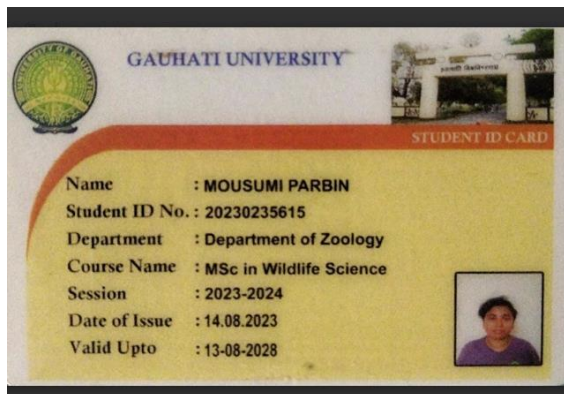 GAUHATI UNIVERSITY
STUDENT ID CARD
Name : MOUSUMI PARBIN
Student ID No. : 20230235615
Department : Department of Zoology
Course Name : MSc in Wildlife Science
Session : 2023-2024
Date of Issue : 14.08.2023
Valid Upto : 13-08-2028